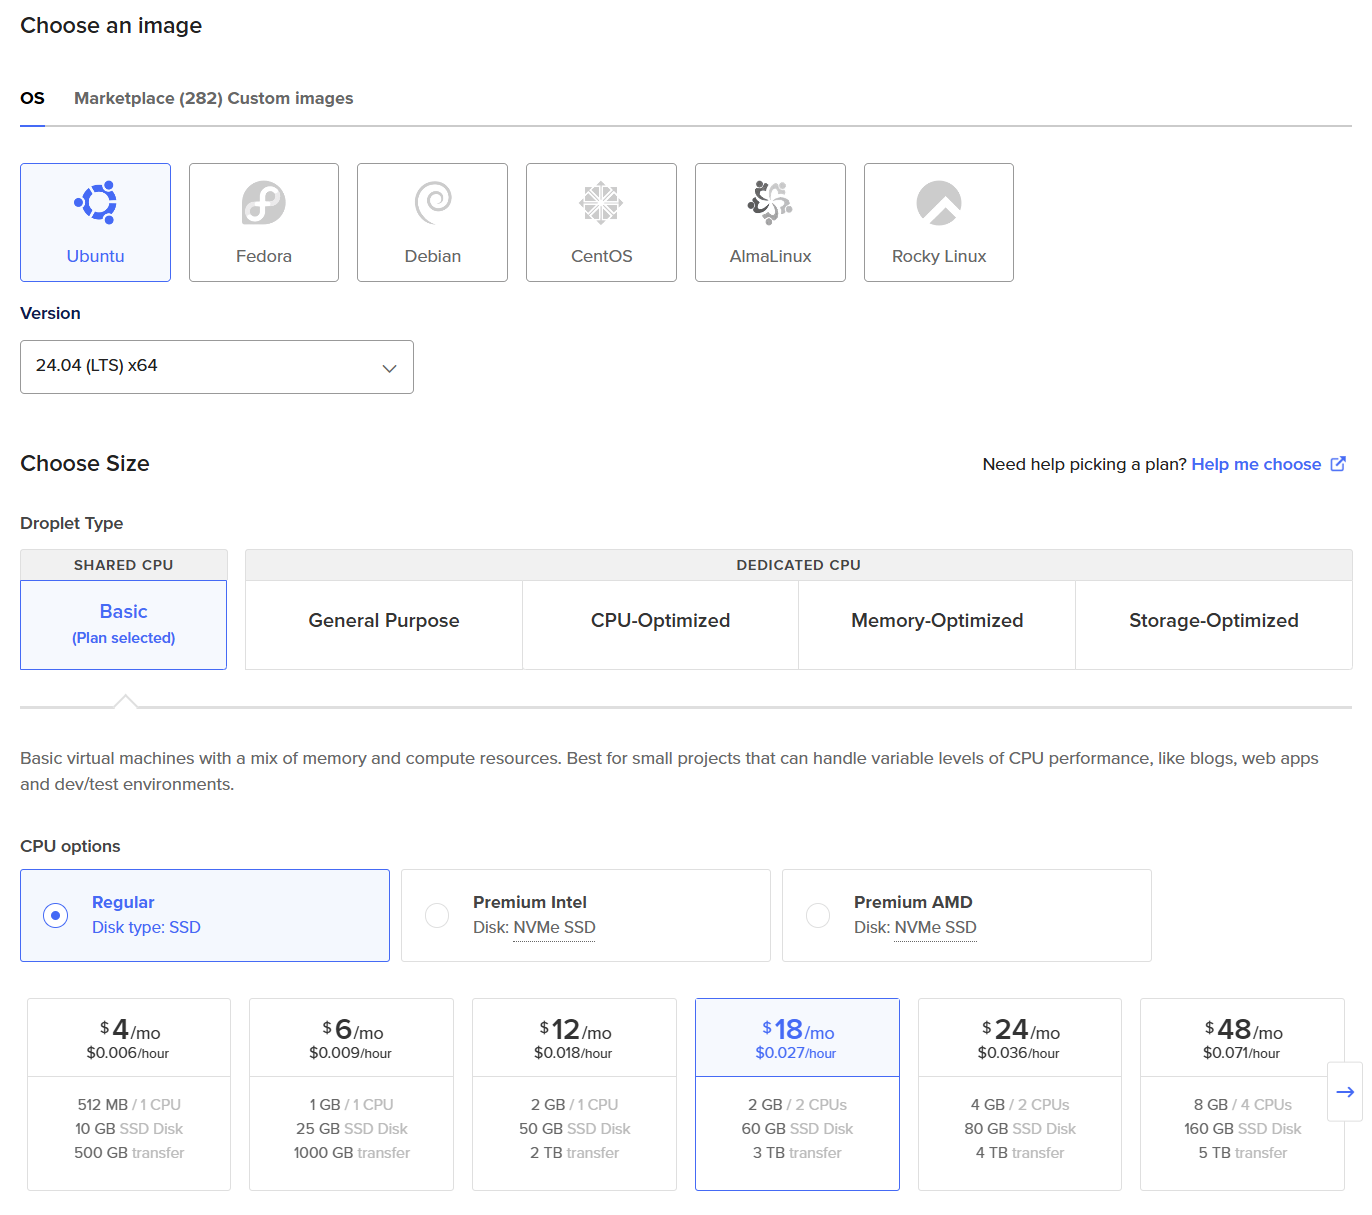 Choose an image
OS Marketplace (282) Custom images
Ubuntu Fedora Debian CentOS AlmaLinux Rocky Linux
Version
24.04 (LTS) x64
Choose Size Need help picking a plan? Help me choose
Droplet Type
SHARED CPU DEDICATED CPU
Basic
(Plan selected)
General Purpose CPU-Optimized Memory-Optimized Storage-Optimized
Basic virtual machines with a mix of memory and compute resources. Best for small projects that can handle variable levels of CPU performance, like blogs, web apps
and dev/test environments.
CPU options
Regular
Disk type: SSD
Premium Intel
Disk: NVMe SSD
Premium AMD
Disk: NVMe SSD
$4/mo
$0.006/hour
512 MB / 1 CPU
10 GB SSD Disk
500 GB transfer
$6/mo
$0.009/hour
1 GB / 1 CPU
25 GB SSD Disk
1000 GB transfer
$12/mo
$0.018/hour
2 GB / 1 CPU
50 GB SSD Disk
2 TB transfer
$18/mo
$0.027/hour
2 GB / 2 CPUs
60 GB SSD Disk
3 TB transfer
$24/mo
$0.036/hour
4 GB / 2 CPUs
80 GB SSD Disk
4 TB transfer
$48/mo
$0.071/hour
8 GB / 4 CPUs
160 GB SSD Disk
5 TB transfer